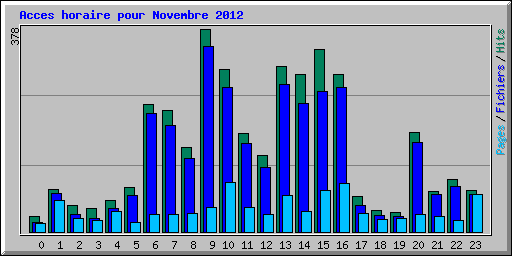 Acces horaire pour Novembre 2012
378
Pages / Fichiers / Hits
0 1 2 3 4 5 6 7 8 9 10 11 12 13 14 15 16 17 18 19 20 21 22 23